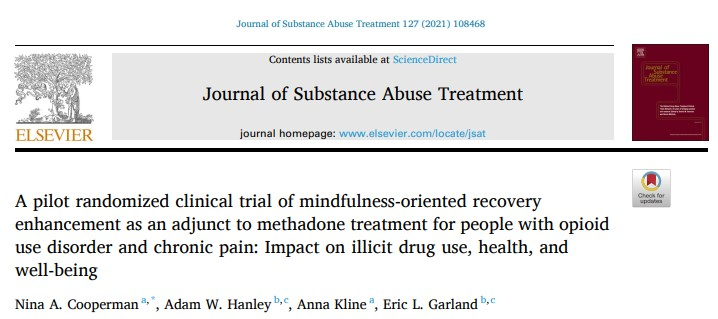 Journal of Substance Abuse Treatment 127 (2021) 108468
Contents lists available at ScienceDirect
Journal of Substance Abuse Treatment
journal homepage: www.elsevier.com/locate/jsat
ELSEVIER
Journal of
Substance Abuse
Treatment
Check for
updates
A pilot randomized clinical trial of mindfulness-oriented recovery
enhancement as an adjunct to methadone treatment for people with opioid
use disorder and chronic pain: Impact on illicit drug use, health, and
well-being
Nina A. Cooperman a,*, Adam W. Hanley b,c, Anna Kline a, Eric L. Garland b,c